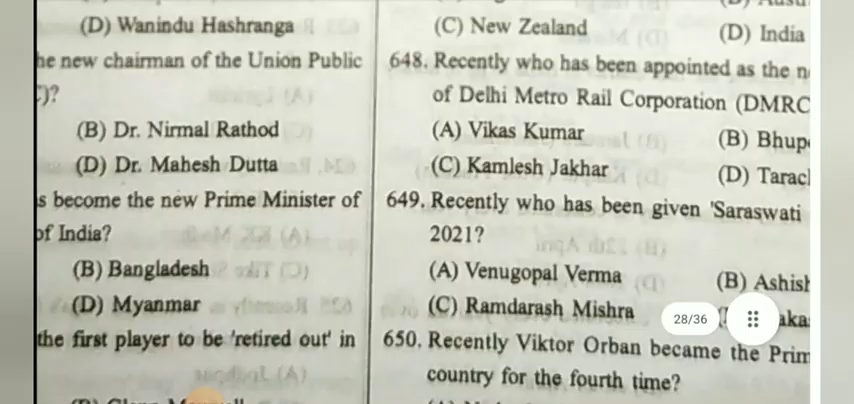 (D) Wanindu Hashranga
he new chairman of the Union Public
C)?
(B) Dr. Nirmal Rathod
(D) Dr. Mahesh Dutta
s become the new Prime Minister of
of India?
(B) Bangladesh
(D) Myanmar
the first player to be 'retired out' in
(C) New Zealand
(D) India
648. Recently who has been appointed as the n
of Delhi Metro Rail Corporation (DMRC
(A) Vikas Kumar
(B) Bhup
(C) Kamlesh Jakhar
(D) Tarac
649. Recently who has been given 'Saraswati
2021?
(A) Venugopal Verma
(B) Ashish
(C) Ramdarash Mishra
aka
28/36
650. Recently Viktor Orban became the Prim
country for the fourth time?